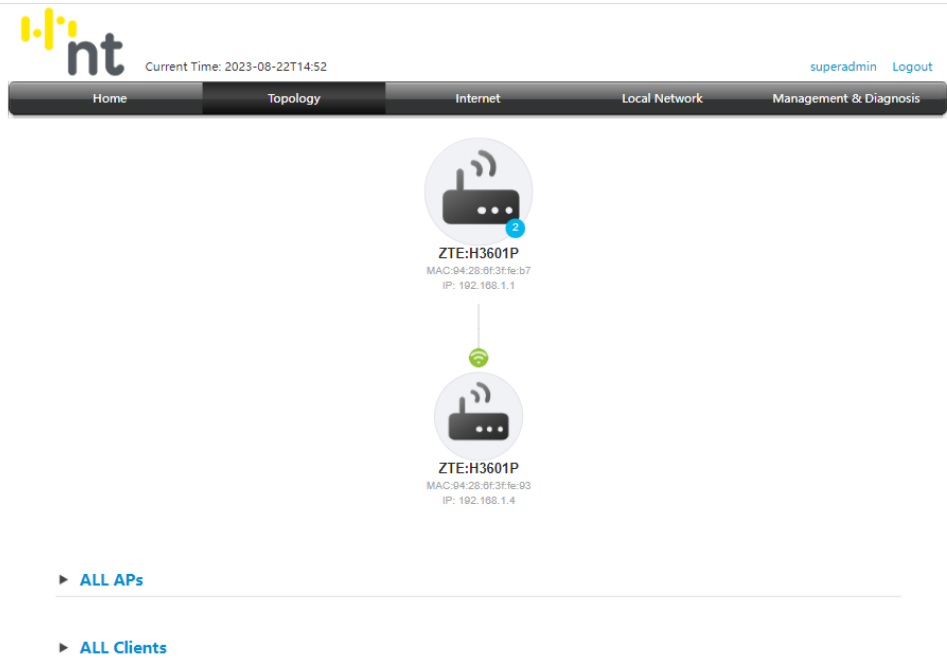 nt
Current Time: 2023-08-22T14:52
superadmin Logout
Home Topology Internet Local Network Management & Diagnosis
2
ZTE:H3601P
MAC:94:28:6f:3f:fe:b7
IP: 192.168.1.1
ZTE:H3601P
MAC:94:28:6f:3f:fe:93
IP: 192.168.1.4
ALL APs
ALL Clients